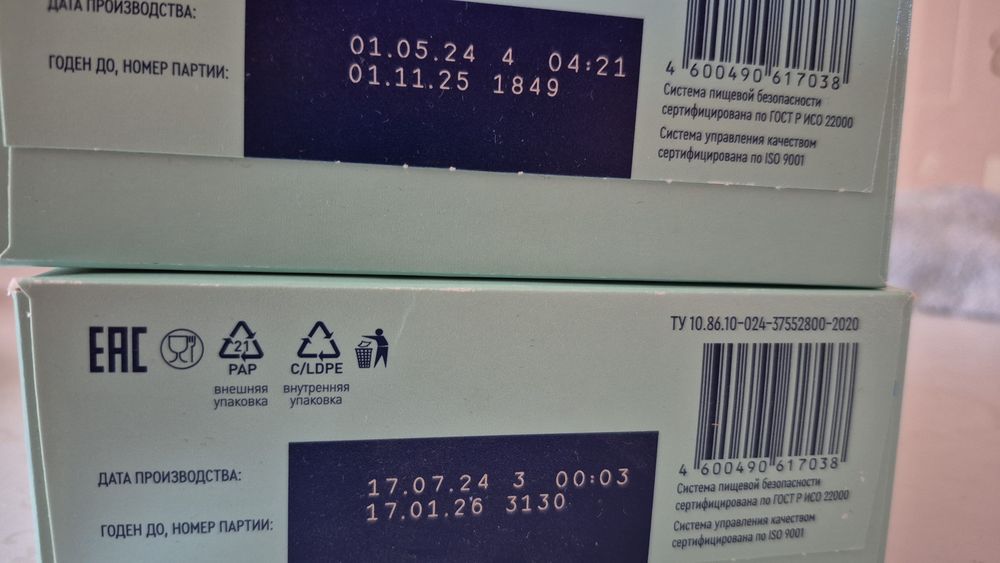 ДАТА ПРОИЗВОДСТВА:
01.05.24 4 04:21
ГОДЕН ДО, НОМЕР ПАРТИИ:
01.11.25 1849
4 600490 617038
Система пищевой безопасности
сертифицирована по ГОСТ Р ИСО 22000
Система управления качеством
сертифицирована по ISO 9001
ТУ 10.86.10-024-37552800-2020
EAC
21
PAP
внешняя
упаковка
C/LDPE
внутренняя
упаковка
4 600490 617038
Система пищевой безопасности
сертифицирована по ГОСТ Р ИСО 22000
Система управления качеством
сертифицирована по ISO 9001
ДАТА ПРОИЗВОДСТВА:
17.07.24 3 00:03
ГОДЕН ДО, НОМЕР ПАРТИИ:
17.01.26 3130